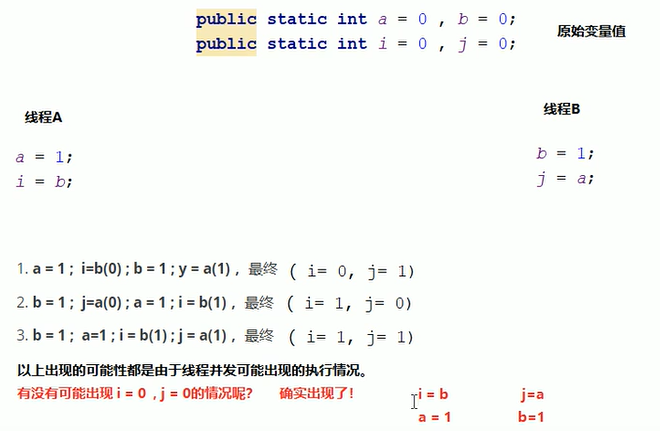 public static int a = 0 , b = 0;
public static int i = 0 , j = 0;
原始变量值
线程A
线程B
a = 1;
i = b;
b = 1;
j = a;
1. a = 1 ; i=b(0) ; b = 1 ; y = a(1) ，最终 ( i= 0, j= 1)
2. b = 1 ; j=a(0) ; a = 1 ; i = b(1) ，最终 ( i= 1, j= 0)
3. b = 1 ; a=1 ; i = b(1) ; j = a(1) ，最终 ( i= 1, j= 1)
以上出现的可能性都是由于线程并发可能出现的执行情况。
有没有可能出现 i = 0 , j = 0的情况呢? 确实出现了!
i = b
j=a
a = 1
b=1